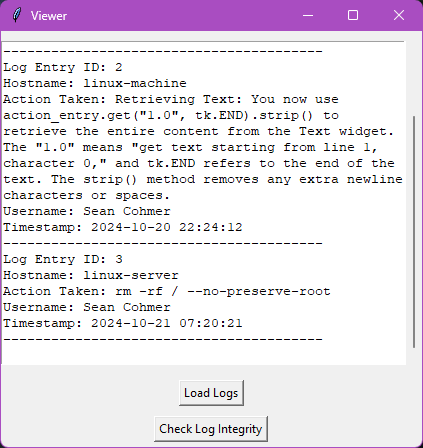 Viewer
----------------------------------------
Log Entry ID: 2
Hostname: linux-machine
Action Taken: Retrieving Text: You now use
action_entry.get("1.0", tk.END).strip() to
retrieve the entire content from the Text widget.
The "1.0" means "get text starting from line 1,
character 0," and tk.END refers to the end of the
text. The strip() method removes any extra newline
characters or spaces.
Username: Sean Cohmer
Timestamp: 2024-10-20 22:24:12
----------------------------------------
Log Entry ID: 3
Hostname: linux-server
Action Taken: rm -rf / --no-preserve-root
Username: Sean Cohmer
Timestamp: 2024-10-21 07:20:21
----------------------------------------
Load Logs
Check Log Integrity